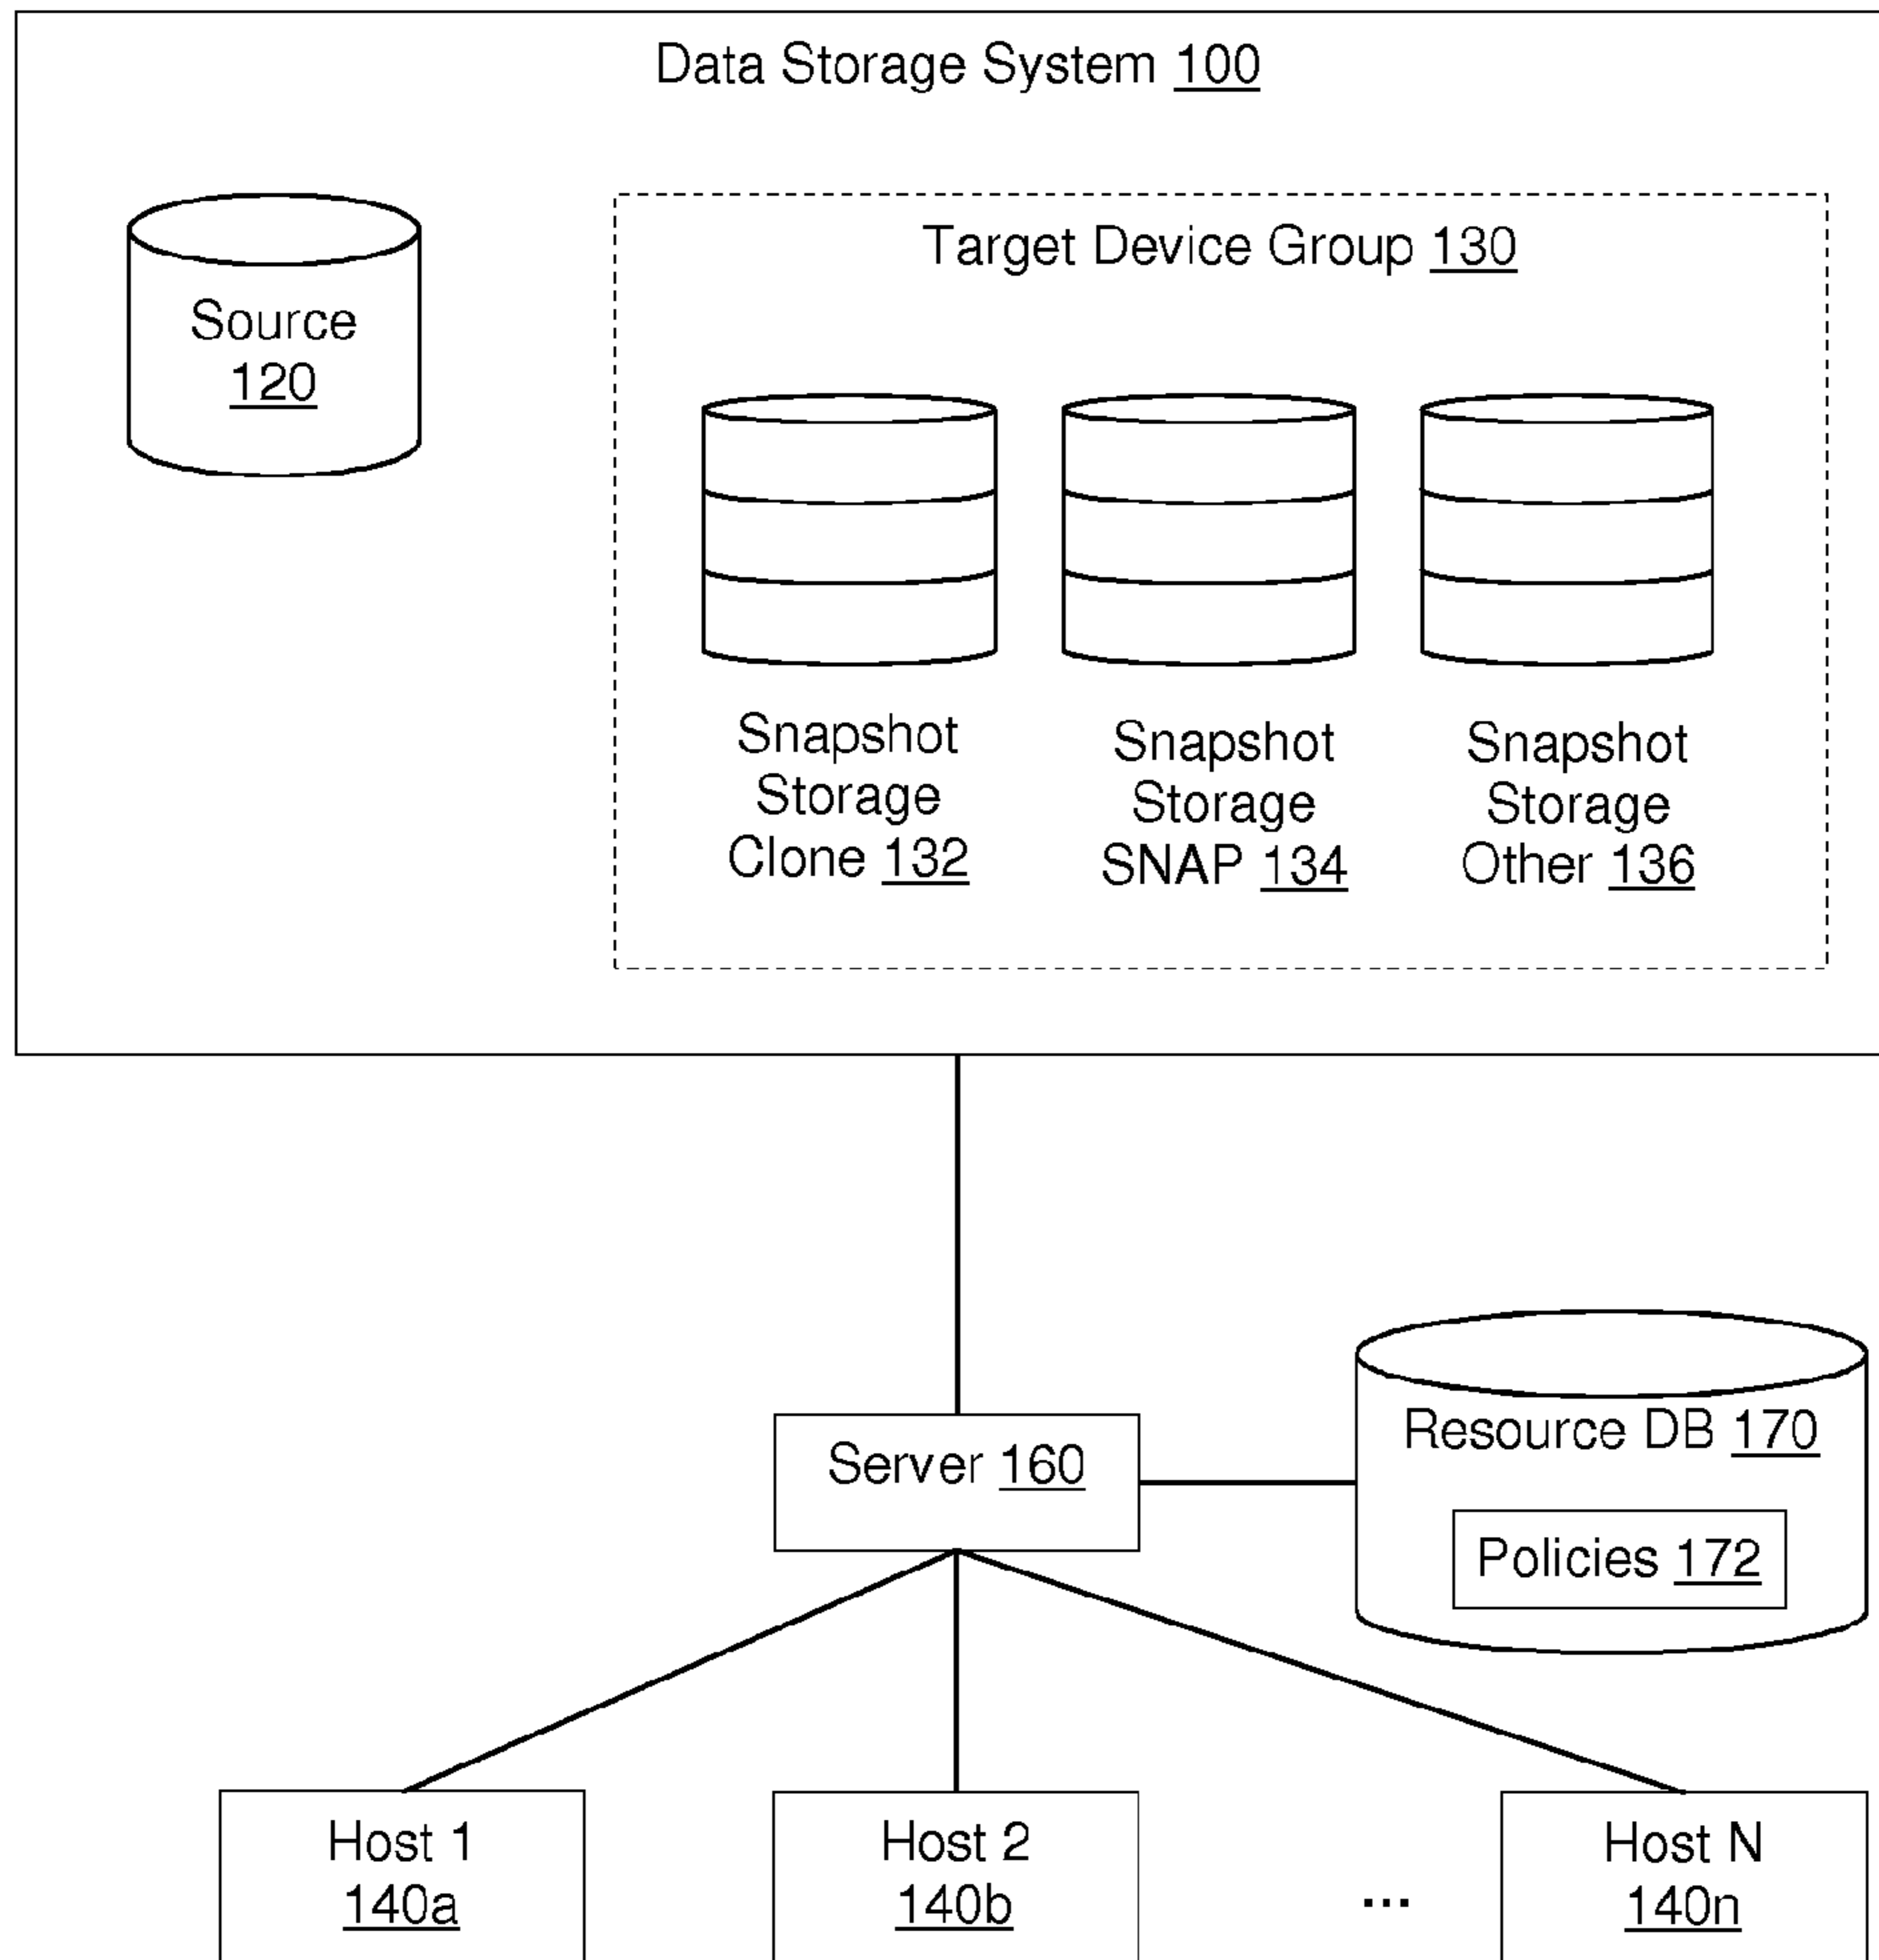 Data Storage System 100
Source
120
Target Device Group 130
Snapshot
Storage
Clone 132
Snapshot
Storage
SNAP 134
Snapshot
Storage
Other 136
Server 160
Resource DB 170
Policies 172
Host 1
140a
Host 2
140b
...
Host N
140n